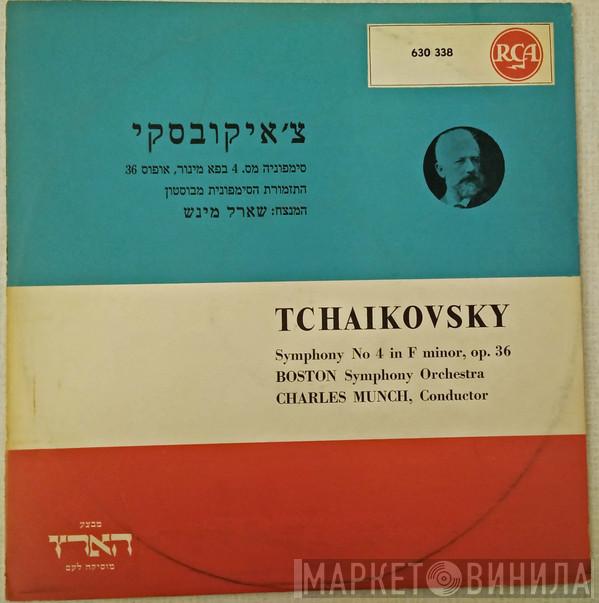 630 338
RCA
צ'איקובסקי
סימפוניה מס. 4 בפא מינור, אופוס 36
התזמורת הסימפונית מבוסטון
המנצח: שארל מינש
TCHAIKOVSKY
Symphony No 4 in F minor, op. 36
BOSTON Symphony Orchestra
CHARLES MUNCH, Conductor
מבצע
הארץ
מוסיקה לעם
МАРКЕТ ВИНИЛА